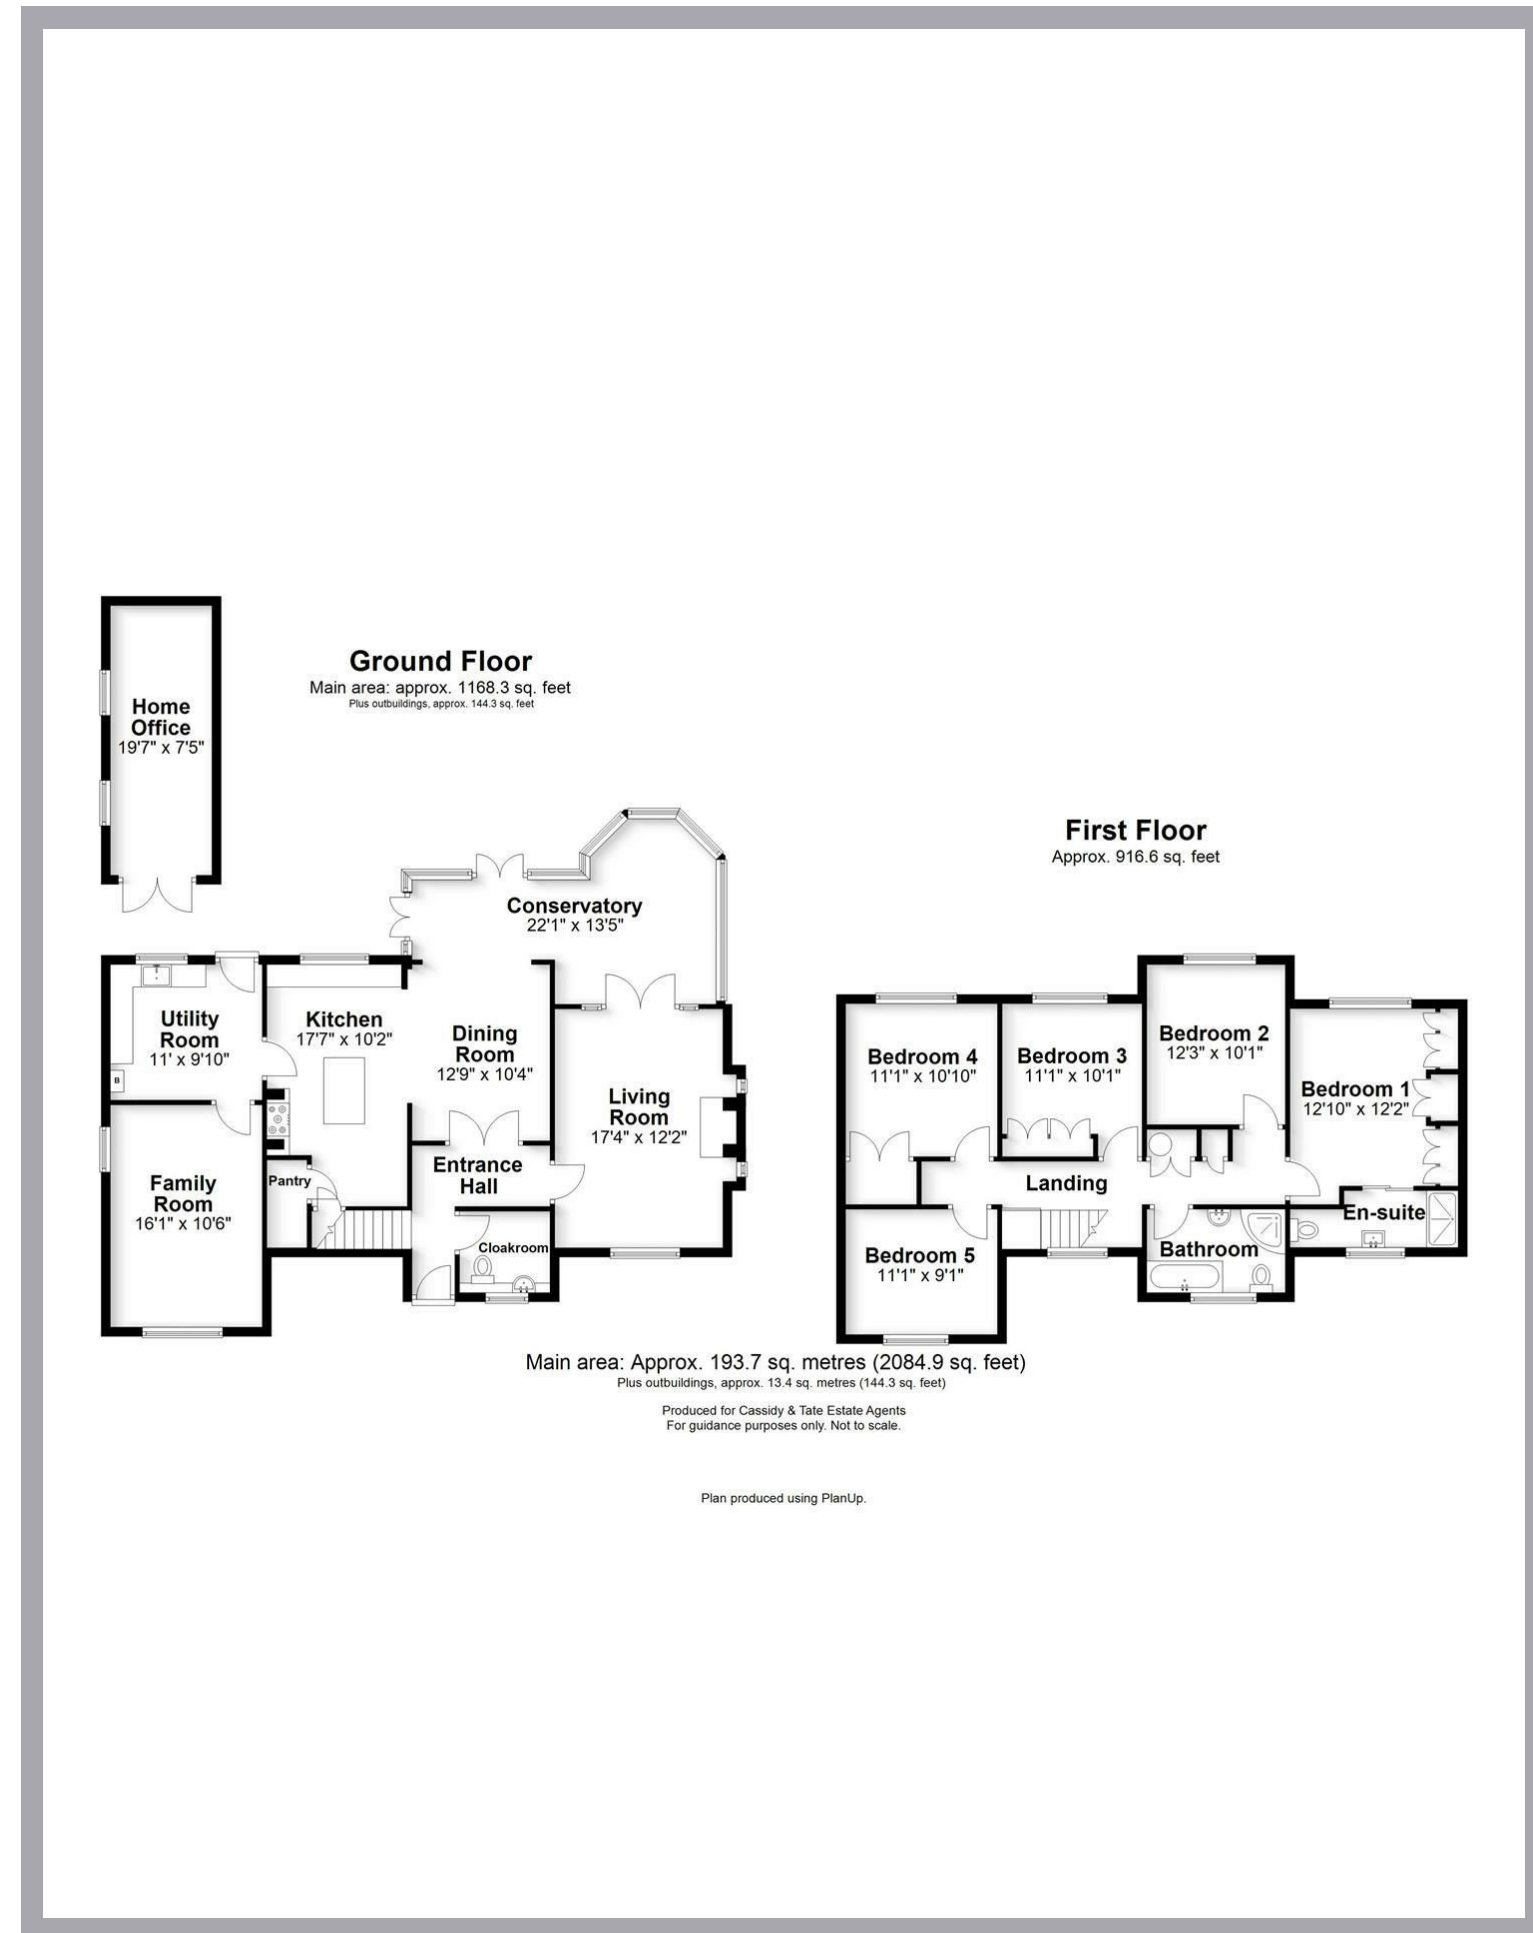 Ground Floor
Main area: approx. 1168.3 sq. feet
Plus outbuildings, approx. 144.3 sq. feet
Home
Office
19'7" x 7'5"
Conservatory
22'1" x 13'5"
Utility
Room
11' x 9'10"
B
Kitchen
17'7" x 10'2"
Dining
Room
12'9" x 10'4"
Living
Room
17'4" x 12'2"
Family
Room
16'1" x 10'6"
Pantry
Entrance
Hall
Cloakroom
First Floor
Approx. 916.6 sq. feet
Bedroom 4
11'1" x 10'10"
Bedroom 3
11'1" x 10'1"
Bedroom 2
12'3" x 10'1"
Bedroom 1
12'10" x 12'2"
Landing
En-suite
Bedroom 5
11'1" x 9'1"
Bathroom
Main area: Approx. 193.7 sq. metres (2084.9 sq. feet)
Plus outbuildings, approx. 13.4 sq. metres (144.3 sq. feet)
Produced for Cassidy & Tate Estate Agents
For guidance purposes only. Not to scale.
Plan produced using PlanUp.